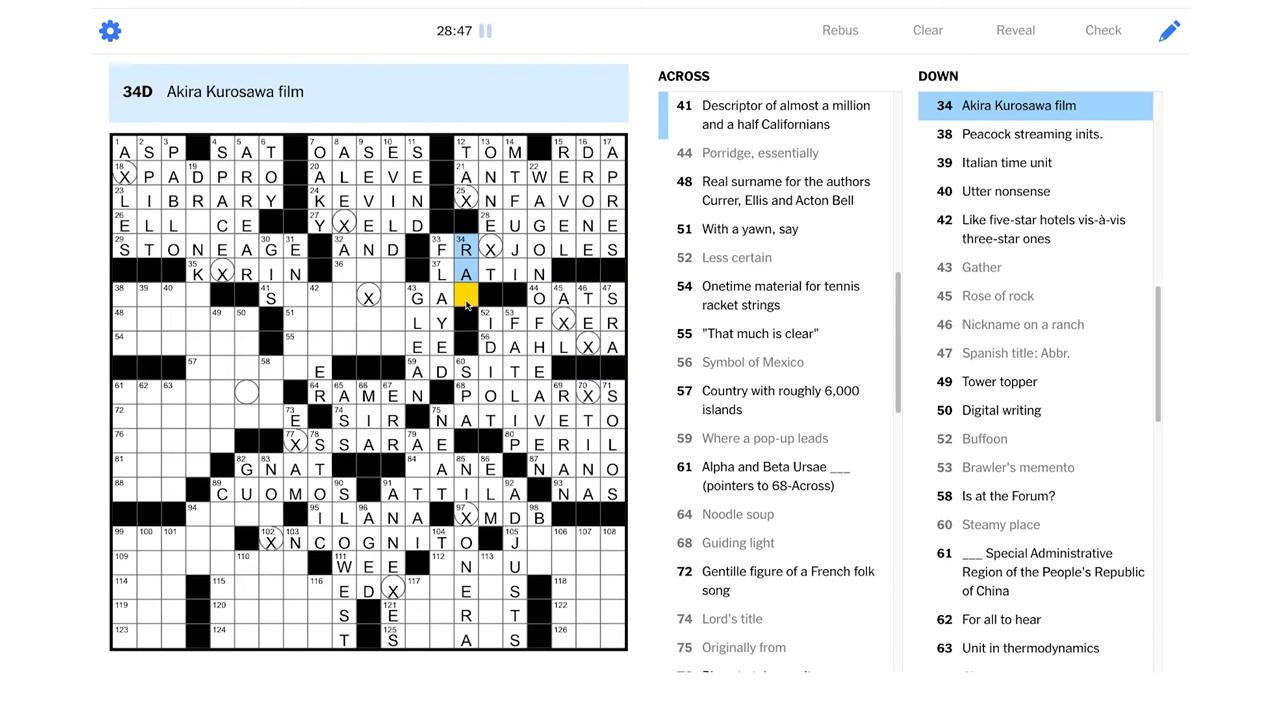 28:47
Rebus
Clear
Reveal
Check
34D Akira Kurosawa film
ACROSS
41 Descriptor of almost a million
and a half Californians
44 Porridge, essentially
48 Real surname for the authors
Currer, Ellis and Acton Bell
51 With a yawn, say
52 Less certain
54 Onetime material for tennis
racket strings
55 "That much is clear"
56 Symbol of Mexico
57 Country with roughly 6,000
islands
59 Where a pop-up leads
61 Alpha and Beta Ursae ___
(pointers to 68-Across)
64 Noodle soup
68 Guiding light
72 Gentille figure of a French folk
song
74 Lord's title
75 Originally from
DOWN
34 Akira Kurosawa film
38 Peacock streaming inits.
39 Italian time unit
40 Utter nonsense
42 Like five-star hotels vis-à-vis
three-star ones
43 Gather
45 Rose of rock
46 Nickname on a ranch
47 Spanish title: Abbr.
49 Tower topper
50 Digital writing
52 Buffoon
53 Brawler's memento
58 Is at the Forum?
60 Steamy place
61 ___ Special Administrative
Region of the People's Republic
of China
62 For all to hear
63 Unit in thermodynamics
A S P S A T O A S E S T O M R D A
X P A D P R O A L E V E A N T W E R P
L I B R A R Y K E V I N X N F A V O R
E L L C E Y X E L D E U G E N E
S T O N E A G E A N D F R X J O L E S
K X R I N L A T I N
S X G A O A T S
L Y I F F X E R
E E D A H L X A
E A D S I T E
R A M E N P O L A R X S
E S I R N A T I V E T O
X S S A R A E P E R I L
G N A T A N E N A N O
C U O M O S A T T I L A N A S
I L A N A X M D B
X N C O G N I T O J
W E E N U
E D X E S
S E R T
T S A S